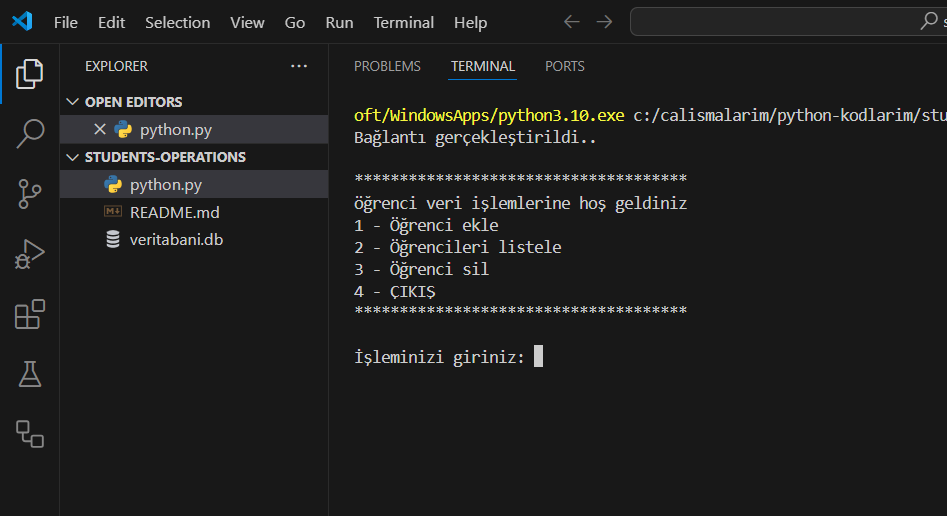 File Edit Selection View Go Run Terminal Help
EXPLORER
OPEN EDITORS
python.py
STUDENTS-OPERATIONS
python.py
README.md
veritabani.db
PROBLEMS TERMINAL PORTS
oft/WindowsApps/python3.10.exe c:/calismalarim/python-kodlarim/stu
Bağlantı gerçekleştirildi..
*************************************
öğrenci veri işlemlerine hoş geldiniz
1 - Öğrenci ekle
2 - Öğrencileri listele
3 - Öğrenci sil
4 - ÇIKIŞ
*************************************
İşleminizi giriniz: